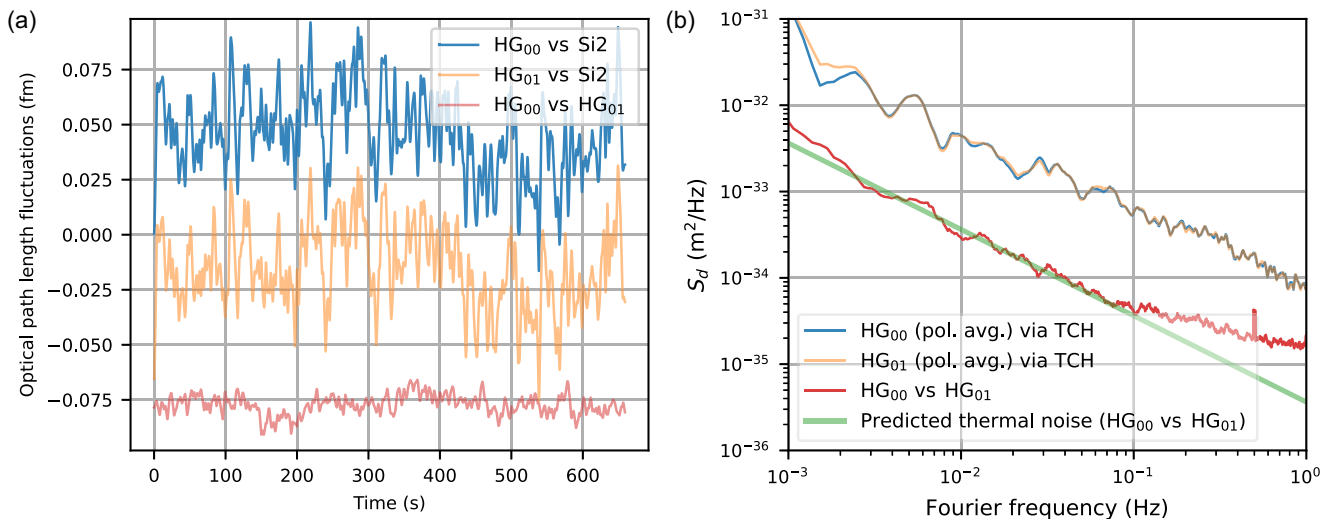 (a)
Optical path length fluctuations (fm)
0.075
0.050
0.025
0.000
−0.025
−0.050
−0.075
HG₀₀ vs Si2
HG₀₁ vs Si2
HG₀₀ vs HG₀₁
0 100 200 300 400 500 600
Time (s)
(b)
S_d (m²/Hz)
10⁻³¹
10⁻³²
10⁻³³
10⁻³⁴
10⁻³⁵
10⁻³⁶
HG₀₀ (pol. avg.) via TCH
HG₀₁ (pol. avg.) via TCH
HG₀₀ vs HG₀₁
Predicted thermal noise (HG₀₀ vs HG₀₁)
10⁻³ 10⁻² 10⁻¹ 10⁰
Fourier frequency (Hz)